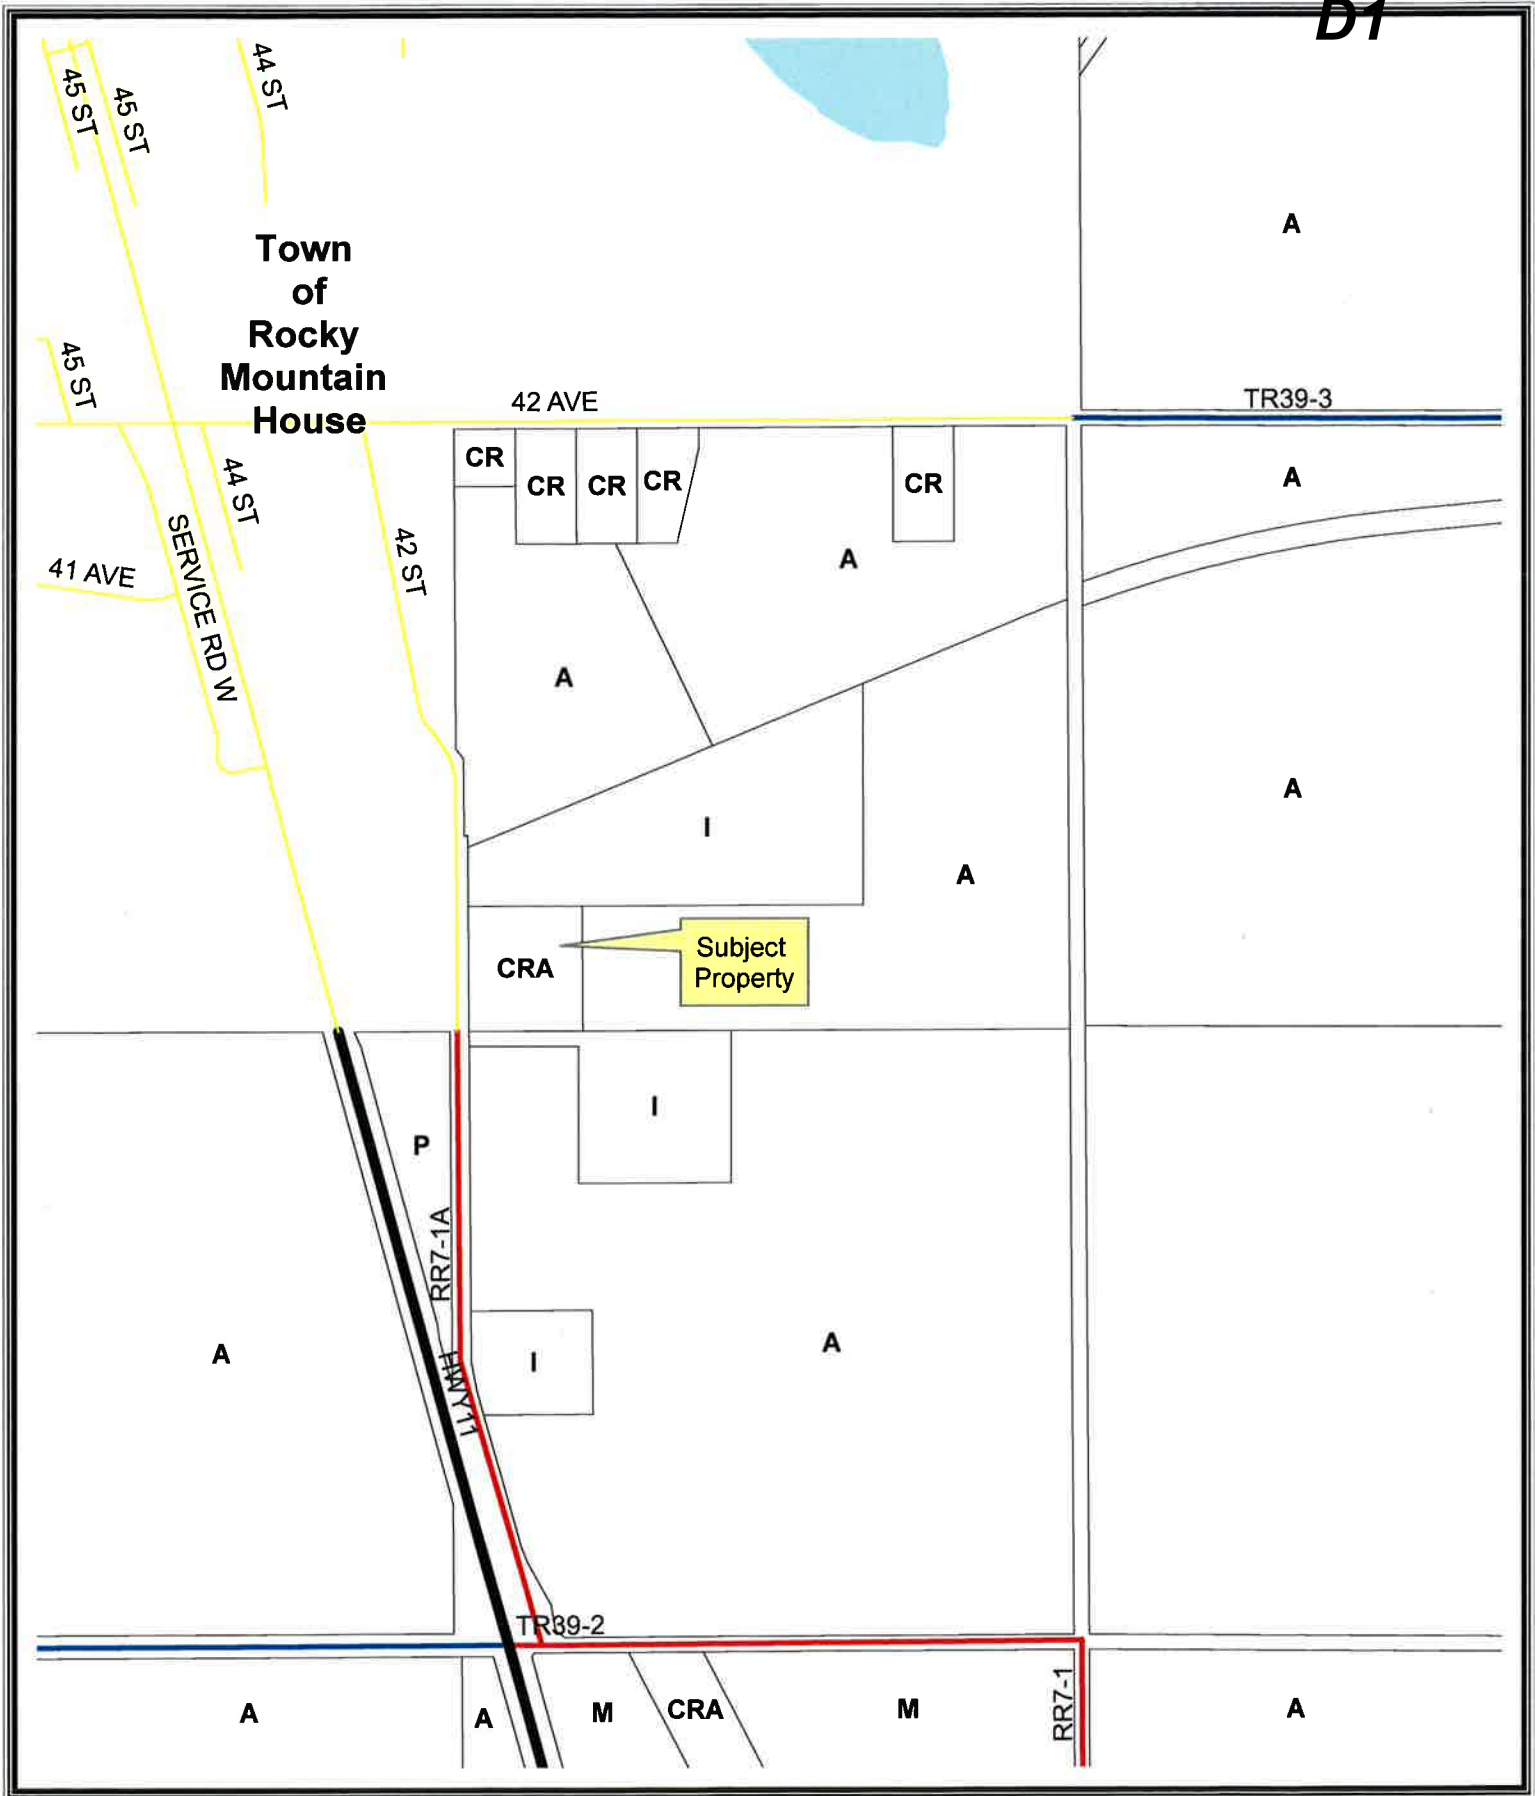 D1
44 ST
45 ST
45 ST
Town
of
Rocky
Mountain
House
A
45 ST
42 AVE
TR39-3
CR
CR
CR
CR
CR
A
44 ST
SERVICE RD W
42 ST
41 AVE
A
A
A
I
A
Subject
Property
CRA
I
P
RR7-1A
A
I
A
HWY11
TR39-2
RR7-1
A
A
M
CRA
M
A